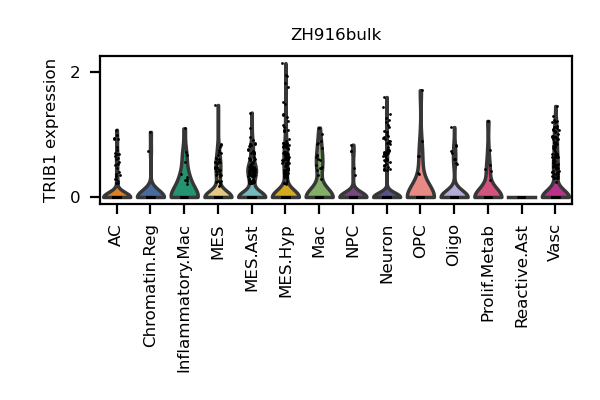 ZH916bulk
TRIB1 expression
2
0
AC
Chromatin.Reg
Inflammatory.Mac
MES
MES.Ast
MES.Hyp
Mac
NPC
Neuron
OPC
Oligo
Prolif.Metab
Reactive.Ast
Vasc